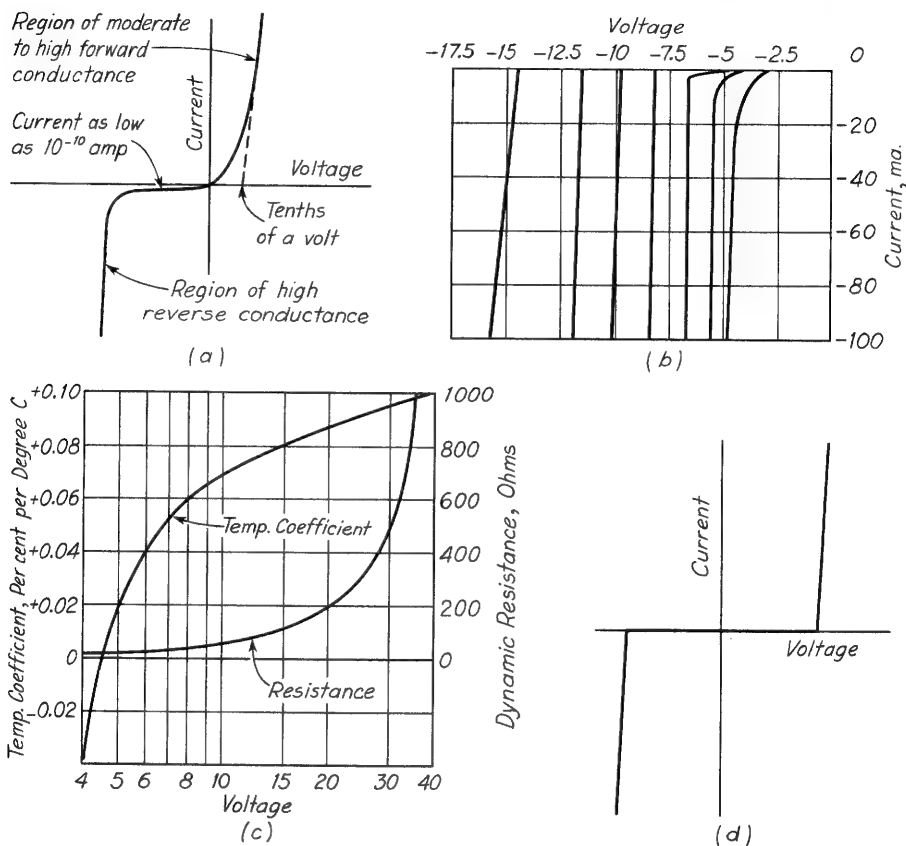 Region of moderate
to high forward
conductance
Current
Current as low
as 10⁻¹⁰ amp
Voltage
Tenths
of a volt
Region of high
reverse conductance
(a)
Voltage
-17.5 -15 -12.5 -10 -7.5 -5 -2.5 0
-20
-40
-60
-80
-100
Current, ma.
(b)
Temp. Coefficient, Per cent per Degree C
+0.10
+0.08
+0.06
+0.04
+0.02
0
-0.02
Temp. Coefficient
Resistance
1000
800
600
400
200
0
Dynamic Resistance, Ohms
4 5 6 8 10 15 20 30 40
Voltage
(c)
Current
Voltage
(d)